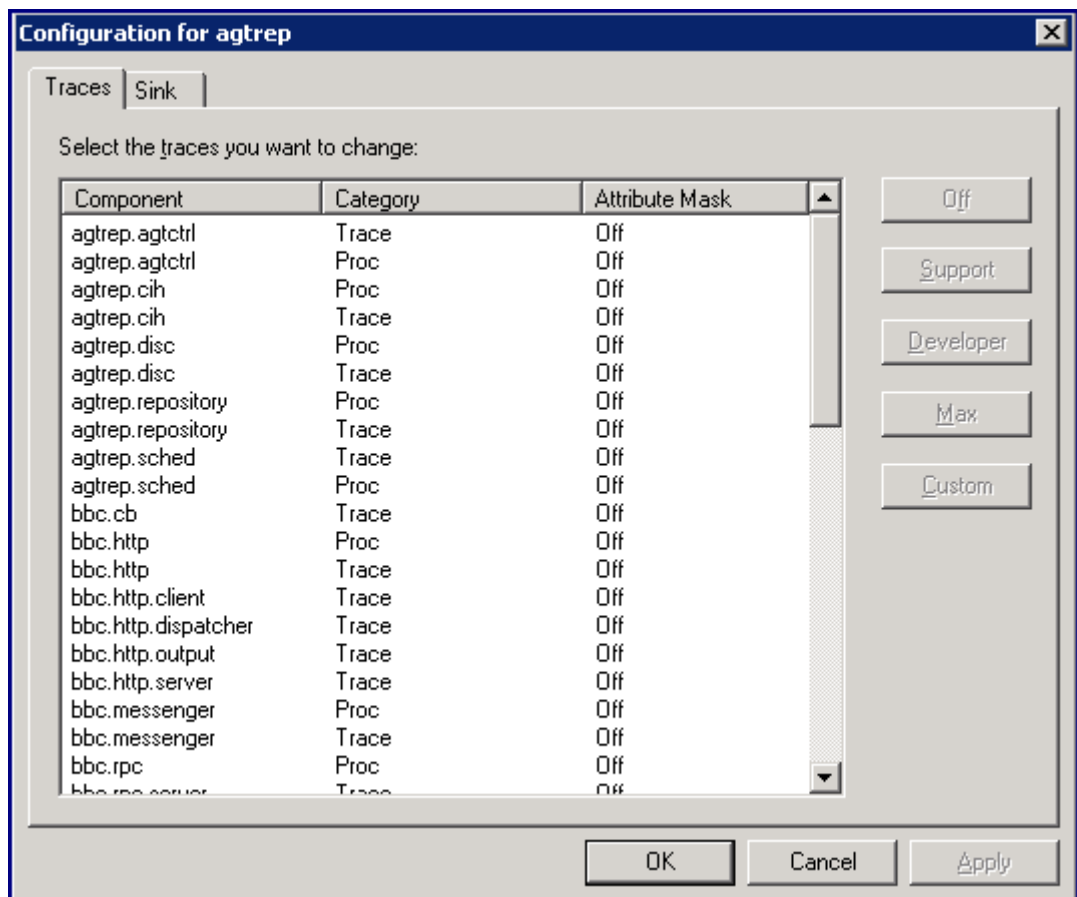 Configuration for agtrep
Traces Sink
Select the traces you want to change:
Component Category Attribute Mask
agtrep.agtctrl Trace Off
agtrep.agtctrl Proc Off
agtrep.cih Proc Off
agtrep.cih Trace Off
agtrep.disc Proc Off
agtrep.disc Trace Off
agtrep.repository Proc Off
agtrep.repository Trace Off
agtrep.sched Trace Off
agtrep.sched Proc Off
bbc.cb Trace Off
bbc.http Proc Off
bbc.http Trace Off
bbc.http.client Trace Off
bbc.http.dispatcher Trace Off
bbc.http.output Trace Off
bbc.http.server Trace Off
bbc.messenger Proc Off
bbc.messenger Trace Off
bbc.rpc Proc Off
bbc.rpc.server Trace Off
Off
Support
Developer
Max
Custom
OK Cancel Apply